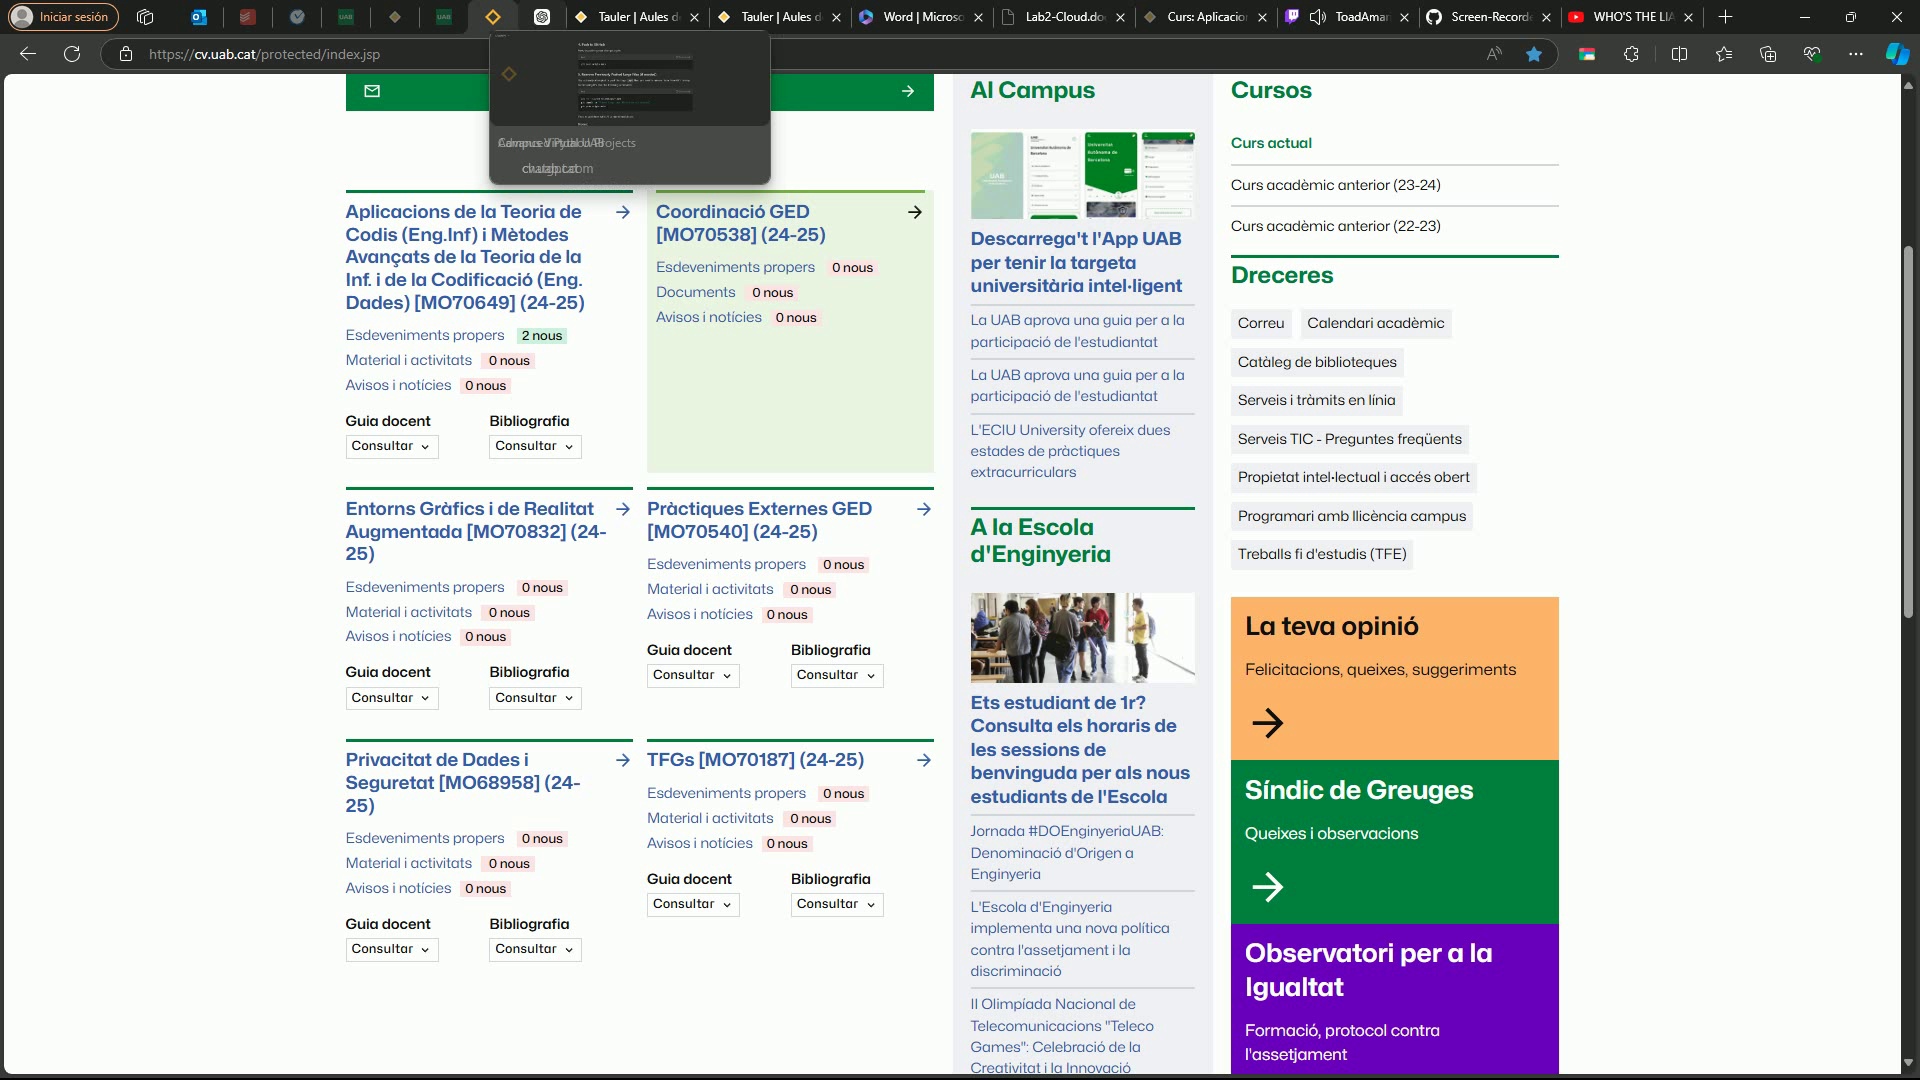 Iniciar sesión
Tauler | Aules d
Tauler | Aules d
Word | Microso
Lab2-Cloud.do
Curs: Aplicacio
ToadAma
Screen-Record
WHO'S THE LIA
https://cv.uab.cat/protected/index.jsp
Aplicacions de la Teoria de
Codis (Eng.Inf) i Mètodes
Avançats de la Teoria de la
Inf. i de la Codificació (Eng.
Dades) [MO70649] (24-25)
Esdeveniments propers 2 nous
Material i activitats 0 nous
Avisos i notícies 0 nous
Guia docent Bibliografia
Consultar Consultar
Coordinació GED
[MO70538] (24-25)
Esdeveniments propers 0 nous
Documents 0 nous
Avisos i notícies 0 nous
Entorns Gràfics i de Realitat
Augmentada [MO70832] (24-
25)
Esdeveniments propers 0 nous
Material i activitats 0 nous
Avisos i notícies 0 nous
Guia docent Bibliografia
Consultar Consultar
Pràctiques Externes GED
[MO70540] (24-25)
Esdeveniments propers 0 nous
Material i activitats 0 nous
Avisos i notícies 0 nous
Guia docent Bibliografia
Consultar Consultar
Privacitat de Dades i
Seguretat [MO68958] (24-
25)
Esdeveniments propers 0 nous
Material i activitats 0 nous
Avisos i notícies 0 nous
Guia docent Bibliografia
Consultar Consultar
TFGs [MO70187] (24-25)
Esdeveniments propers 0 nous
Material i activitats 0 nous
Avisos i notícies 0 nous
Guia docent Bibliografia
Consultar Consultar
Al Campus
Descarrega't l'App UAB
per tenir la targeta
universitària intel·ligent
La UAB aprova una guia per a la
participació de l'estudiantat
La UAB aprova una guia per a la
participació de l'estudiantat
L'ECIU University ofereix dues
estades de pràctiques
extracurriculars
A la Escola
d'Enginyeria
Ets estudiant de 1r?
Consulta els horaris de
les sessions de
benvinguda per als nous
estudiants de l'Escola
Jornada #DOEnginyeriaUAB:
Denominació d'Origen a
Enginyeria
L'Escola d'Enginyeria
implementa una nova política
contra l'assetjament i la
discriminació
II Olimpíada Nacional de
Telecomunicacions "Teleco
Games": Celebració de la
Creativitat i la Innovació
Cursos
Curs actual
Curs acadèmic anterior (23-24)
Curs acadèmic anterior (22-23)
Dreceres
Correu
Calendari acadèmic
Catàleg de biblioteques
Serveis i tràmits en línia
Serveis TIC - Preguntes freqüents
Propietat intel·lectual i accés obert
Programari amb llicència campus
Treballs fi d'estudis (TFE)
La teva opinió
Felicitacions, queixes, suggeriments
Síndic de Greuges
Queixes i observacions
Observatori per a la
Igualtat
Formació, protocol contra
l'assetjament